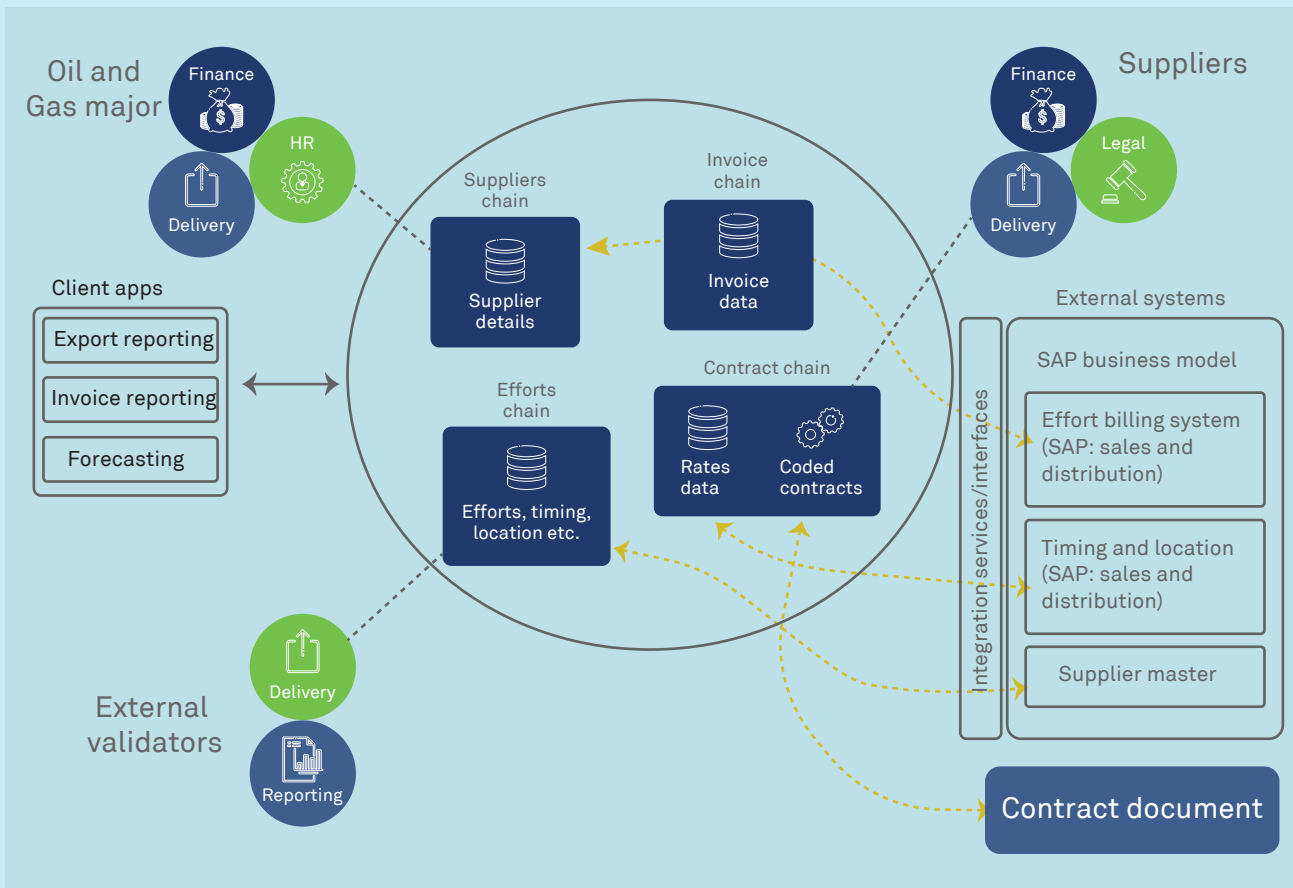 Oil and
Gas major
Finance
HR
Delivery
Suppliers
Finance
Legal
Delivery
Client apps
Export reporting
Invoice reporting
Forecasting
Suppliers
chain
Supplier
details
Invoice
chain
Invoice
data
Efforts
chain
Efforts, timing,
location etc.
Contract chain
Rates
data
Coded
contracts
External systems
Integration services/interfaces
SAP business model
Effort billing system
(SAP: sales and
distribution)
Timing and location
(SAP: sales and
distribution)
Supplier master
External
validators
Delivery
Reporting
Contract document